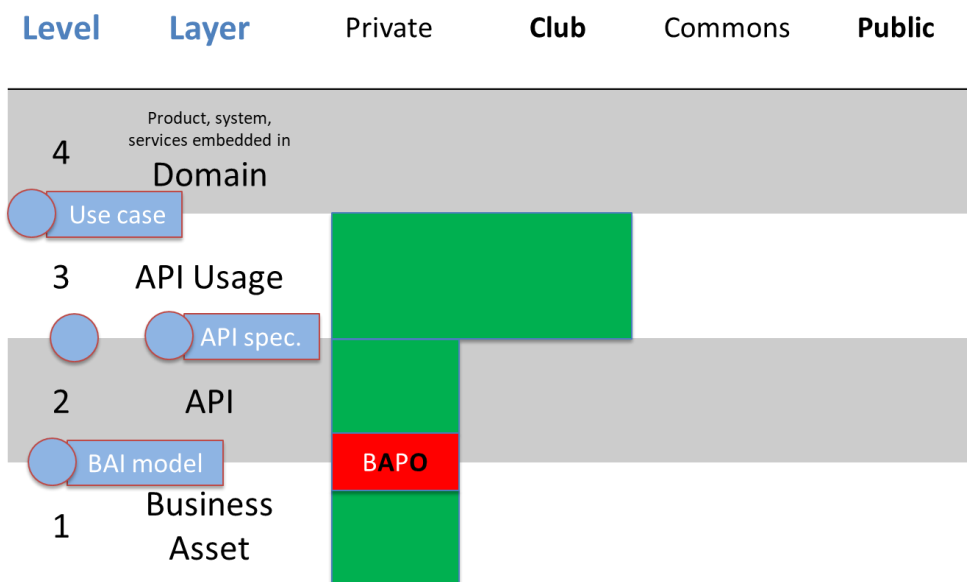 Level Layer Private Club Commons Public
Product, system,
services embedded in
4 Domain
Use case
3 API Usage
API spec.
2 API
BAI model BAPO
Business
1 Asset